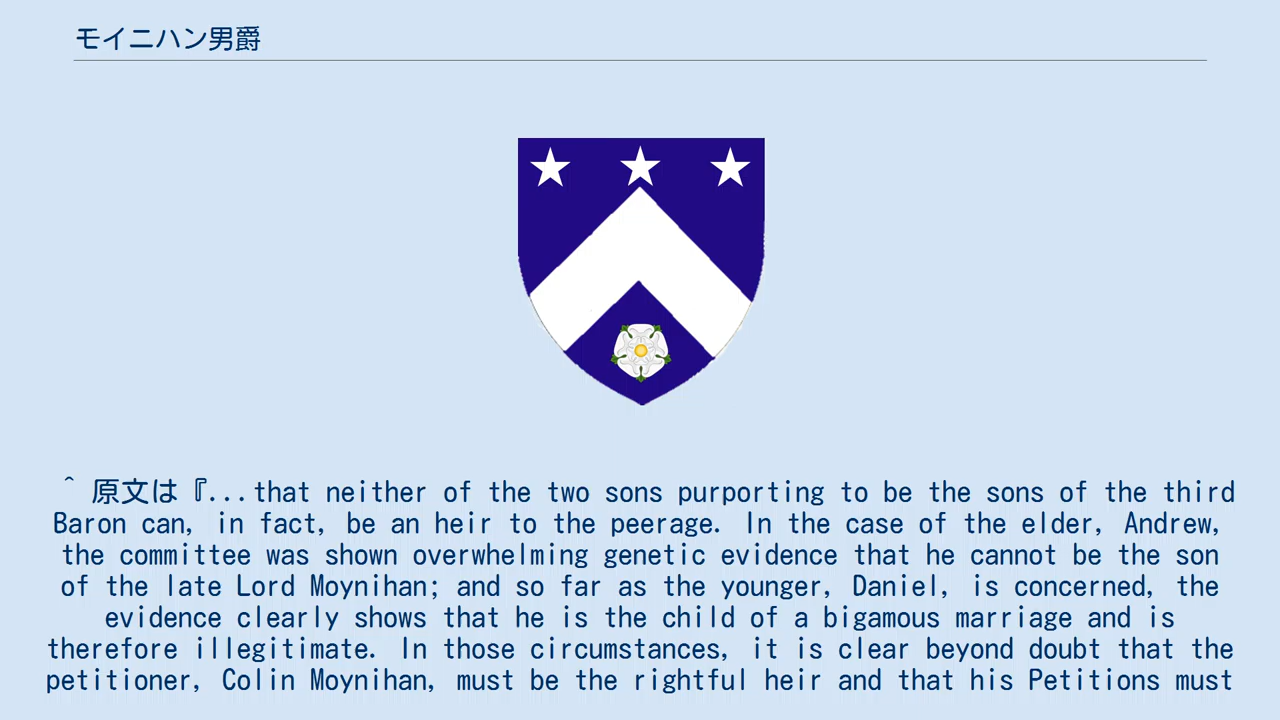 モイニハン男爵
^ 原文は『...that neither of the two sons purporting to be the sons of the third
Baron can, in fact, be an heir to the peerage. In the case of the elder, Andrew,
the committee was shown overwhelming genetic evidence that he cannot be the son
of the late Lord Moynihan; and so far as the younger, Daniel, is concerned, the
evidence clearly shows that he is the child of a bigamous marriage and is
therefore illegitimate. In those circumstances, it is clear beyond doubt that the
petitioner, Colin Moynihan, must be the rightful heir and that his Petitions must